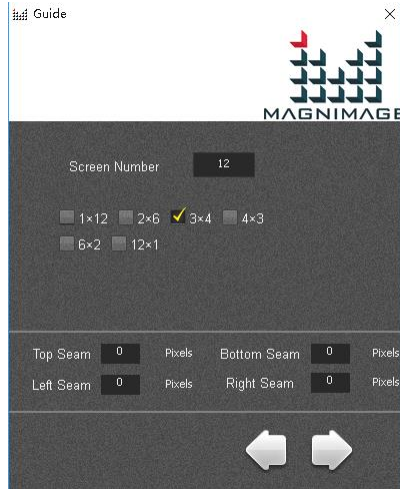 Guide
MAGNIMAGE
Screen Number 12
1×12 2×6 3×4 4×3
6×2 12×1
Top Seam 0 Pixels Bottom Seam 0 Pixels
Left Seam 0 Pixels Right Seam 0 Pixels